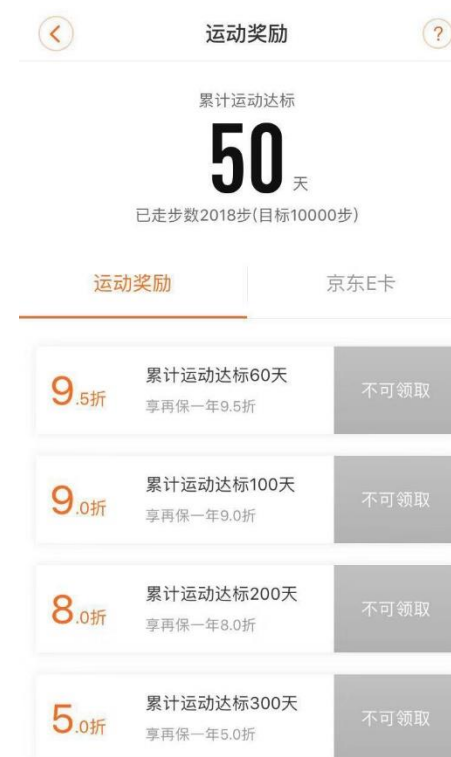 运动奖励
?
累计运动达标
50天
已走步数2018步(目标10000步)
运动奖励 京东E卡
9.5折 累计运动达标60天 不可领取
享再保一年9.5折
9.0折 累计运动达标100天 不可领取
享再保一年9.0折
8.0折 累计运动达标200天 不可领取
享再保一年8.0折
5.0折 累计运动达标300天 不可领取
享再保一年5.0折